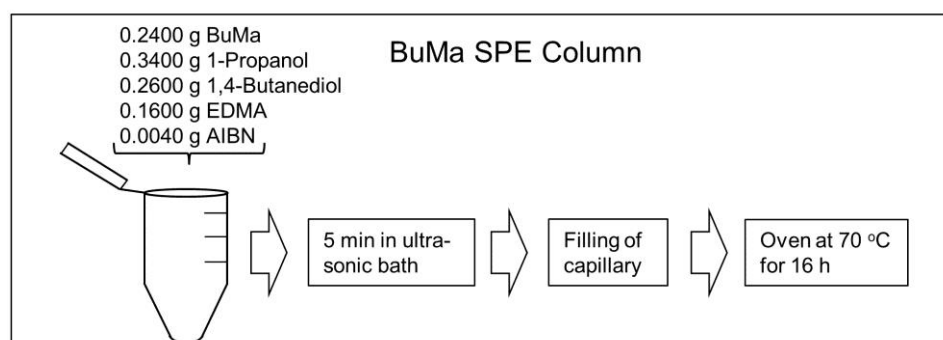 0.2400 g BuMa
0.3400 g 1-Propanol
0.2600 g 1,4-Butanediol
0.1600 g EDMA
0.0040 g AIBN
BuMa SPE Column
5 min in ultra-
sonic bath
Filling of
capillary
Oven at 70 °C
for 16 h